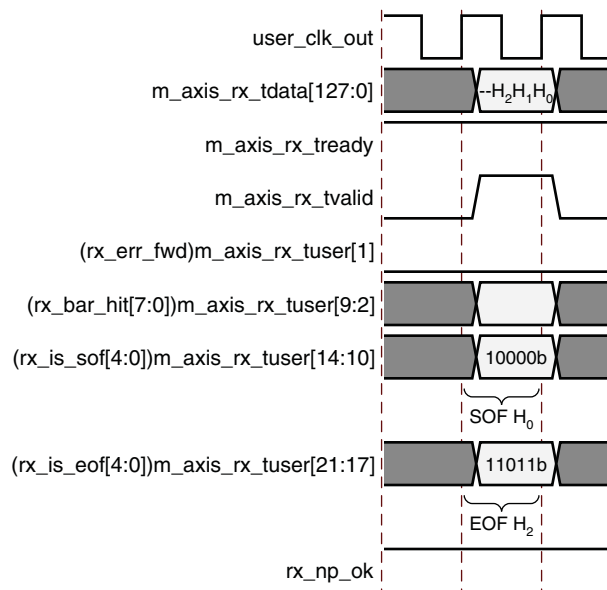 user_clk_out
m_axis_rx_tdata[127:0] --H₂H₁H₀
m_axis_rx_tready
m_axis_rx_tvalid
(rx_err_fwd)m_axis_rx_tuser[1]
(rx_bar_hit[7:0])m_axis_rx_tuser[9:2]
(rx_is_sof[4:0])m_axis_rx_tuser[14:10] 10000b
SOF H₀
(rx_is_eof[4:0])m_axis_rx_tuser[21:17] 11011b
EOF H₂
rx_np_ok